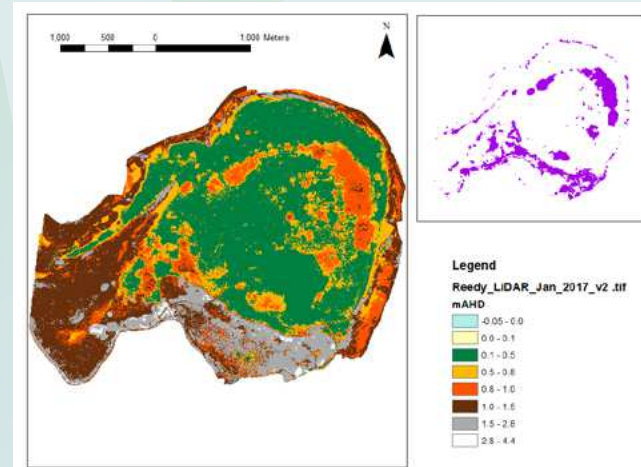 1,000 500 0 1,000 Meters
N
Legend
Reedy_LiDAR_Jan_2017_v2 .tif
mAHD
-0.05 - 0.0
0.0 - 0.1
0.1 - 0.5
0.5 - 0.8
0.8 - 1.0
1.0 - 1.5
1.5 - 2.8
2.8 - 4.4